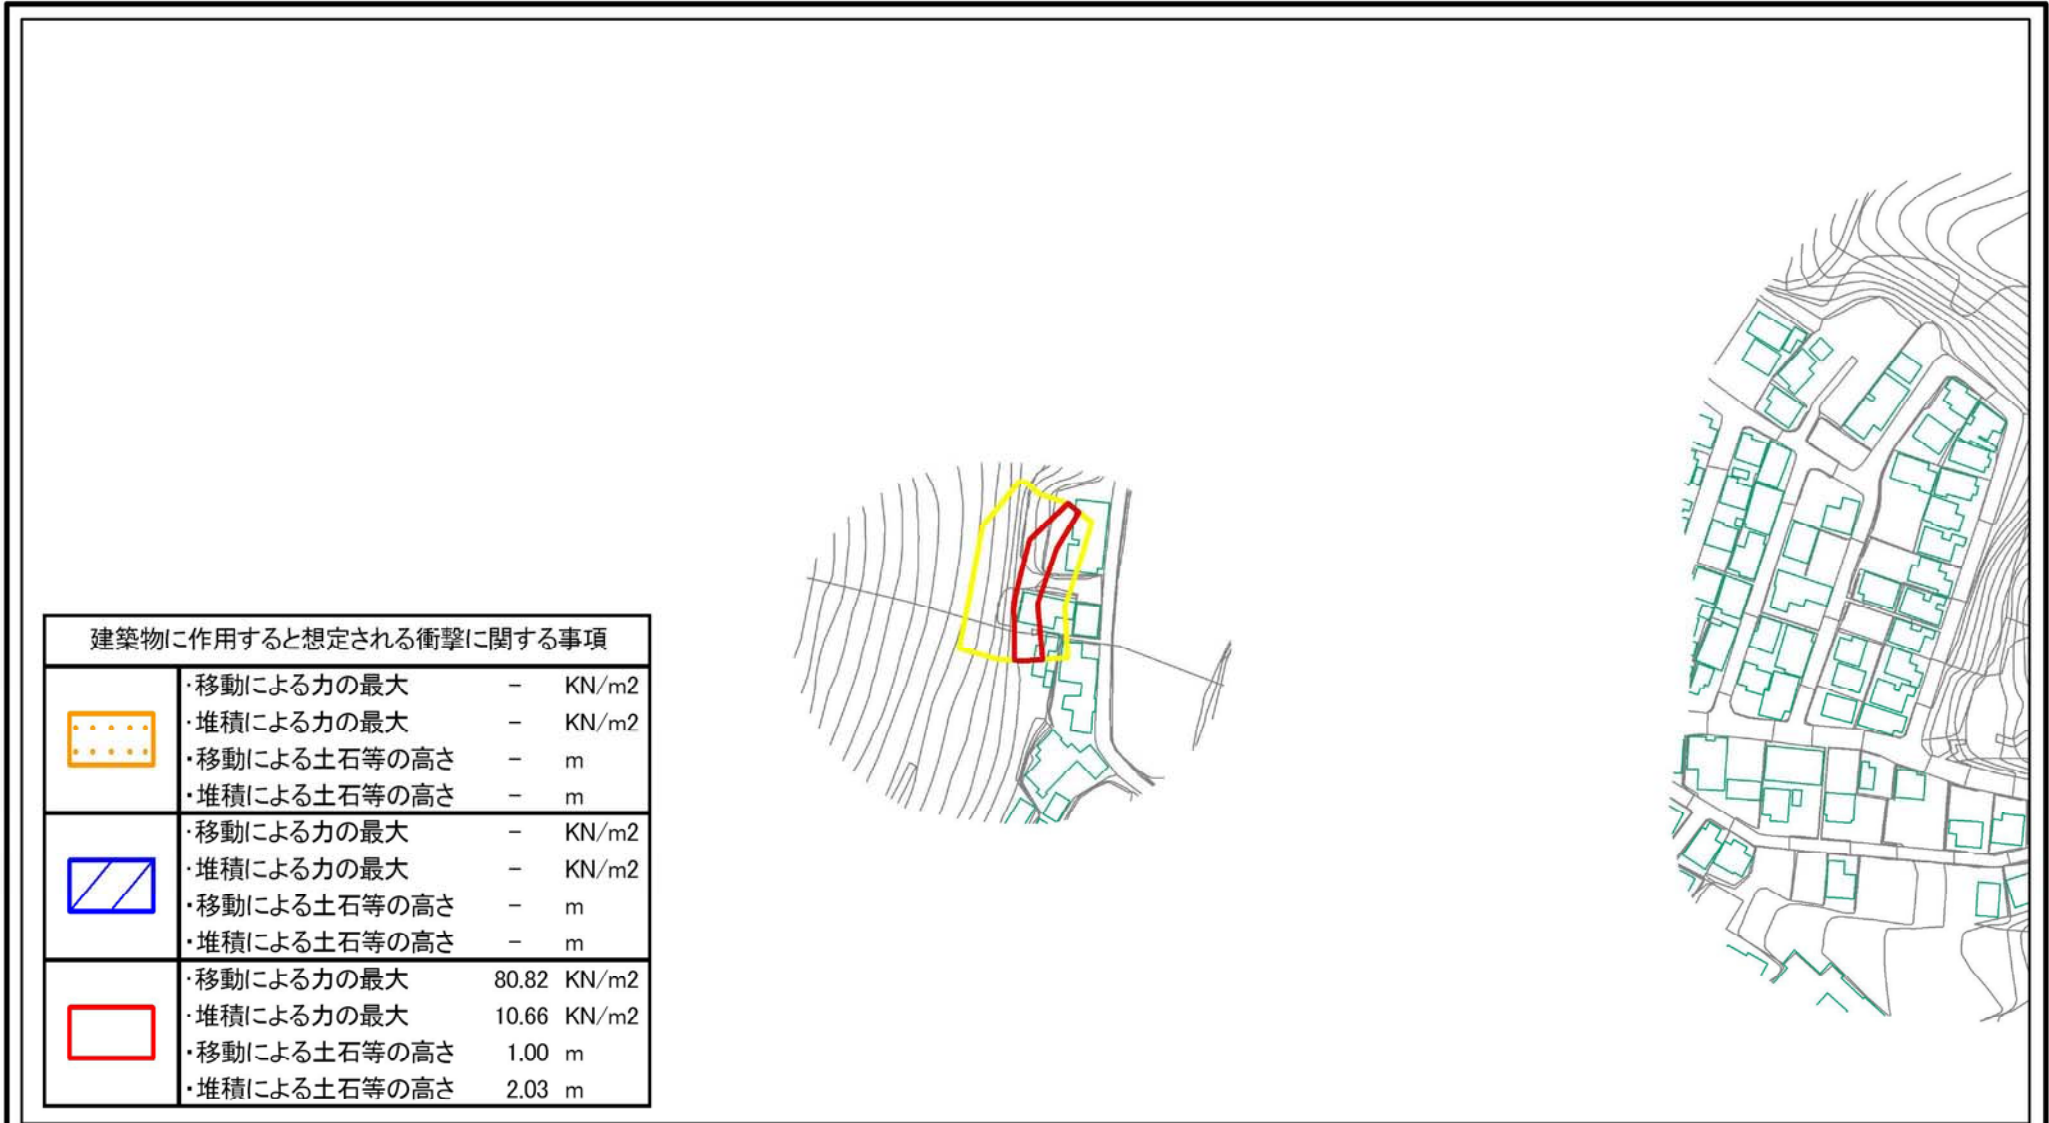 建築物に作用すると想定される衝撃に関する事項
・移動による力の最大 - KN/m2
・堆積による力の最大 - KN/m2
・移動による土石等の高さ - m
・堆積による土石等の高さ - m
・移動による力の最大 - KN/m2
・堆積による力の最大 - KN/m2
・移動による土石等の高さ - m
・堆積による土石等の高さ - m
・移動による力の最大 80.82 KN/m2
・堆積による力の最大 10.66 KN/m2
・移動による土石等の高さ 1.00 m
・堆積による土石等の高さ 2.03 m